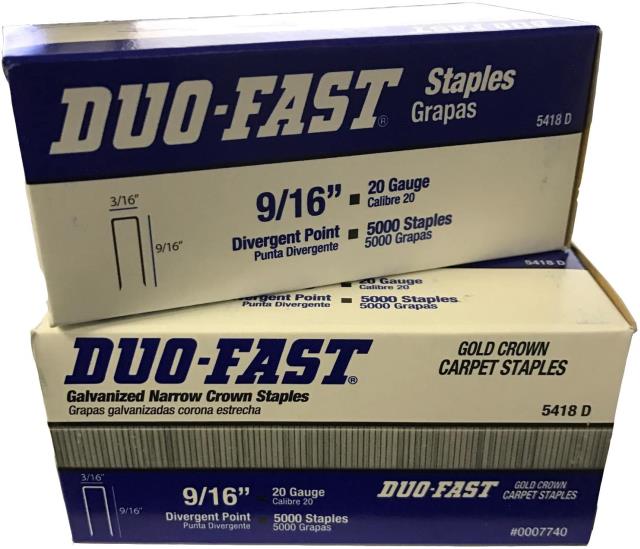 DUO-FAST®
Staples
Grapas
5418 D
3/16"
9/16"
9/16” ■ 20 Gauge
Calibre 20
Divergent Point ■ 5000 Staples
Punta Divergente 5000 Grapas
5418 D
20 Gauge
Calibre 20
Divergent Point ■ 5000 Staples
Punta Divergente 5000 Grapas
DUO-FAST®
Galvanized Narrow Crown Staples
Grapas galvanizadas corona estrecha
GOLD CROWN
CARPET STAPLES
5418 D
3/16"
9/16"
9/16” ■ 20 Gauge
Calibre 20
Divergent Point ■ 5000 Staples
Punta Divergente 5000 Grapas
DUO-FAST GOLD CROWN
CARPET STAPLES
#0007740